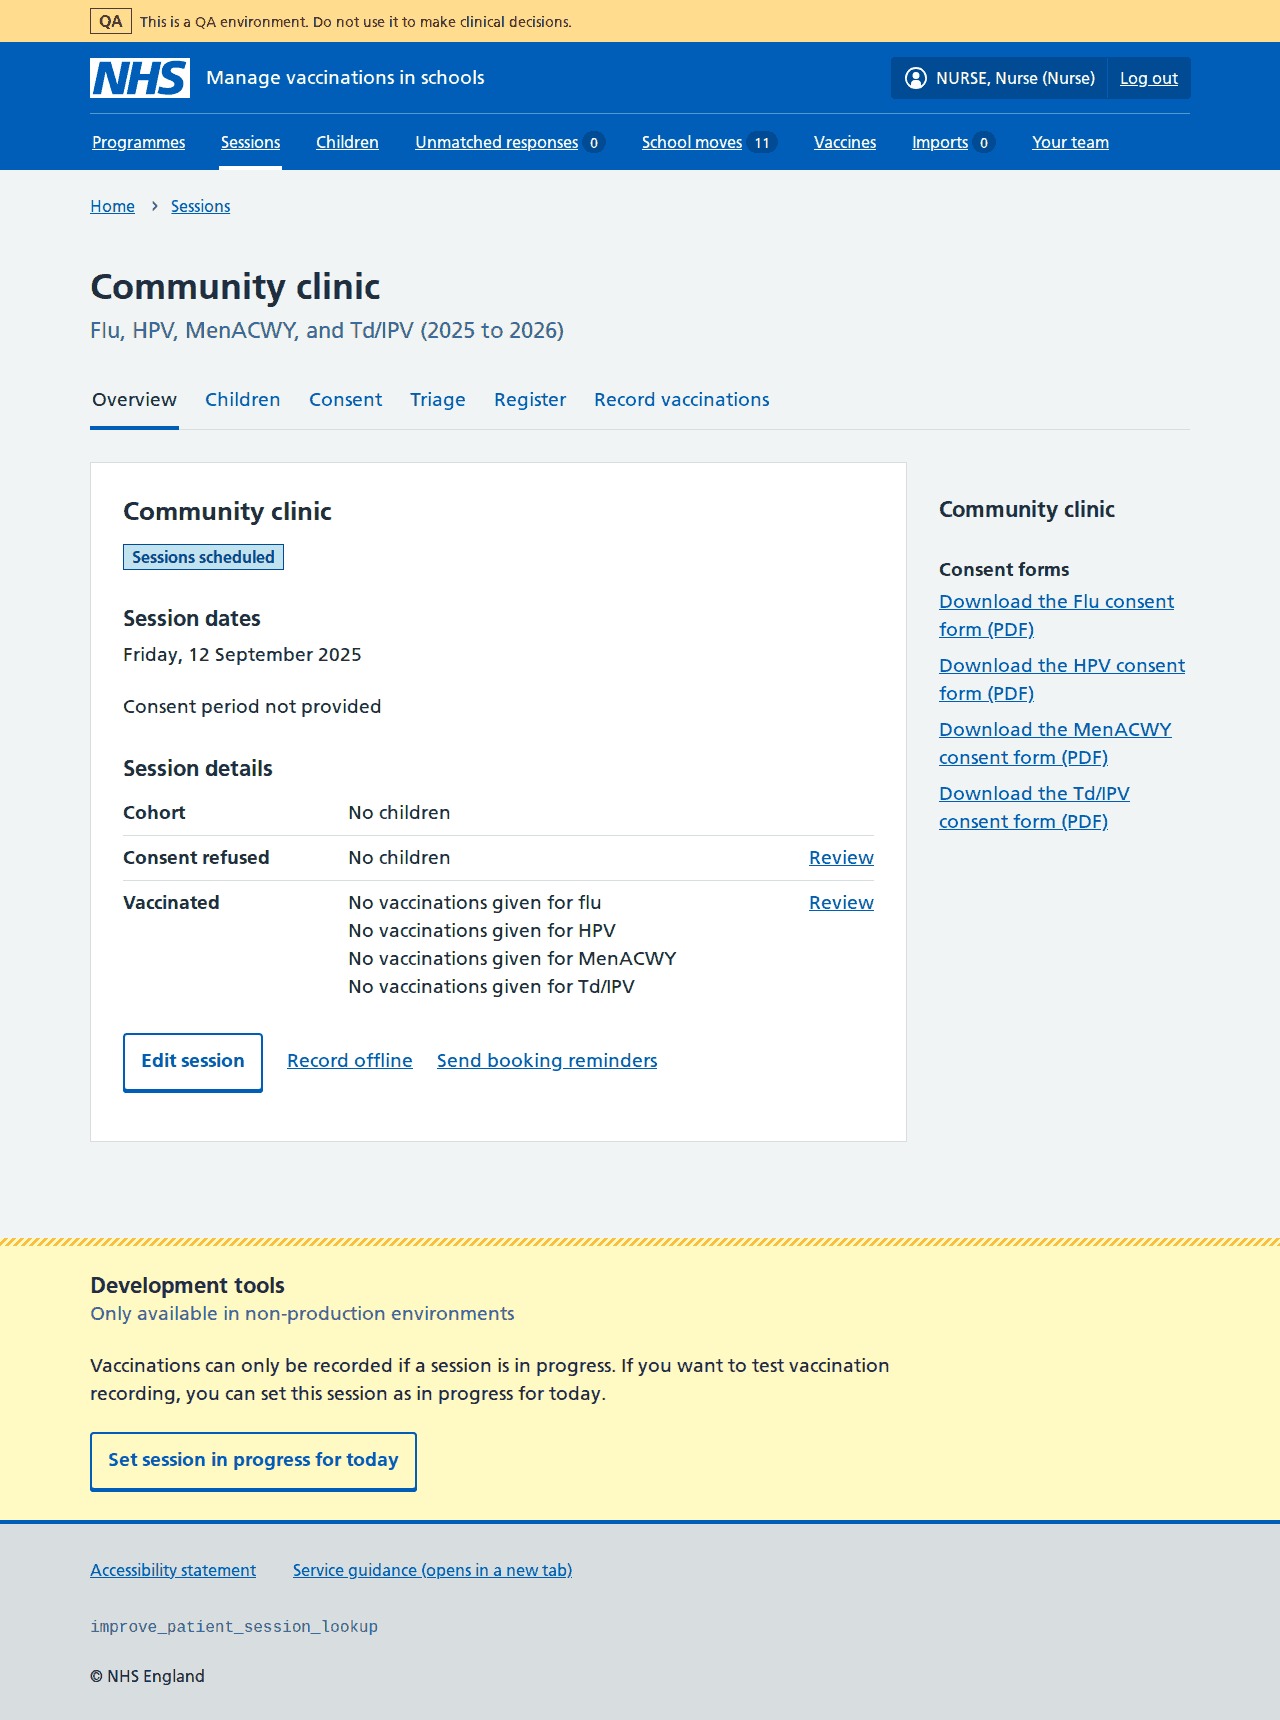 QA This is a QA environment. Do not use it to make clinical decisions.
NHS Manage vaccinations in schools NURSE, Nurse (Nurse) Log out
Programmes Sessions Children Unmatched responses 0 School moves 11 Vaccines Imports 0 Your team
Home Sessions
Community clinic
Flu, HPV, MenACWY, and Td/IPV (2025 to 2026)
Overview Children Consent Triage Register Record vaccinations
Community clinic
Sessions scheduled
Session dates
Friday, 12 September 2025
Consent period not provided
Session details
Cohort No children
Consent refused No children Review
Vaccinated No vaccinations given for flu Review
No vaccinations given for HPV
No vaccinations given for MenACWY
No vaccinations given for Td/IPV
Edit session Record offline Send booking reminders
Community clinic
Consent forms
Download the Flu consent
form (PDF)
Download the HPV consent
form (PDF)
Download the MenACWY
consent form (PDF)
Download the Td/IPV
consent form (PDF)
Development tools
Only available in non-production environments
Vaccinations can only be recorded if a session is in progress. If you want to test vaccination
recording, you can set this session as in progress for today.
Set session in progress for today
Accessibility statement Service guidance (opens in a new tab)
improve_patient_session_lookup
© NHS England